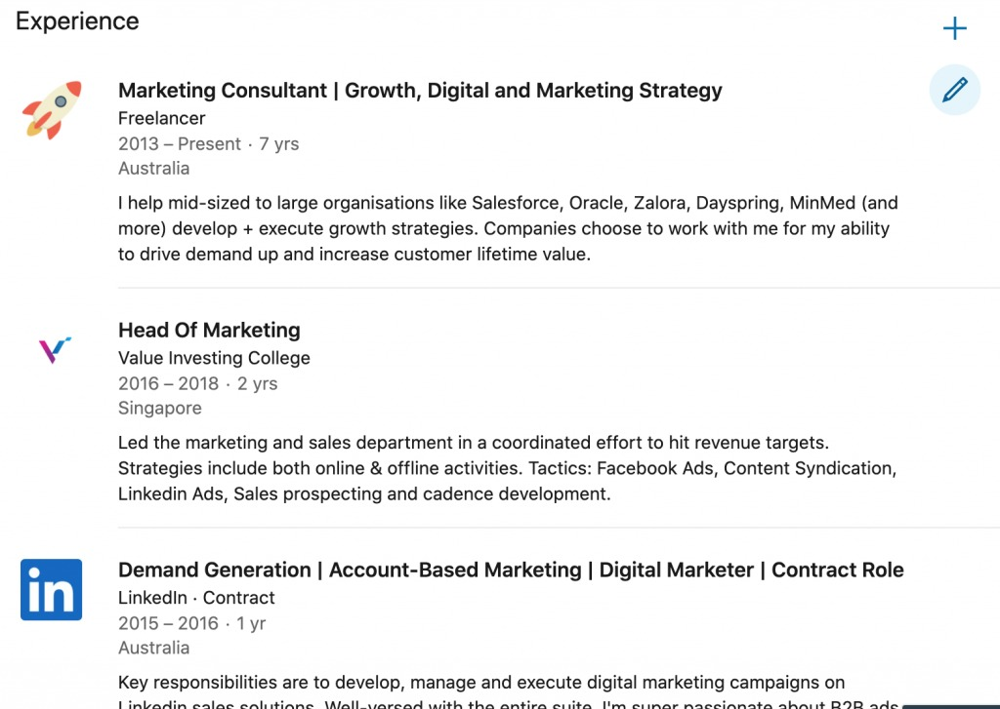 Experience
Marketing Consultant | Growth, Digital and Marketing Strategy
Freelancer
2013 – Present · 7 yrs
Australia
I help mid-sized to large organisations like Salesforce, Oracle, Zalora, Dayspring, MinMed (and
more) develop + execute growth strategies. Companies choose to work with me for my ability
to drive demand up and increase customer lifetime value.
Head Of Marketing
Value Investing College
2016 – 2018 · 2 yrs
Singapore
Led the marketing and sales department in a coordinated effort to hit revenue targets.
Strategies include both online & offline activities. Tactics: Facebook Ads, Content Syndication,
Linkedin Ads, Sales prospecting and cadence development.
in
Demand Generation | Account-Based Marketing | Digital Marketer | Contract Role
LinkedIn · Contract
2015 – 2016 · 1 yr
Australia
Key responsibilities are to develop, manage and execute digital marketing campaigns on
Linkedin sales solutions. Well-versed with the entire suite. I'm super passionate about B2B ads